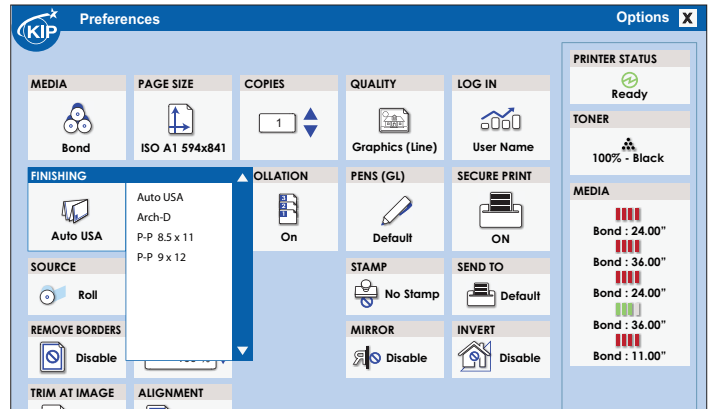 KIP
Preferences
Options X
MEDIA
Bond
PAGE SIZE
ISO A1 594x841
COPIES
1
QUALITY
Graphics (Line)
LOG IN
User Name
FINISHING
Auto USA
Auto USA
Arch-D
P-P 8.5 x 11
P-P 9 x 12
OLLATION
3
2
1
On
PENS (GL)
Default
SECURE PRINT
ON
SOURCE
Roll
STAMP
No Stamp
SEND TO
Default
REMOVE BORDERS
Disable
MIRROR
Disable
INVERT
Disable
TRIM AT IMAGE
ALIGNMENT
PRINTER STATUS
Ready
TONER
100% - Black
MEDIA
Bond : 24.00"
Bond : 36.00"
Bond : 24.00"
Bond : 36.00"
Bond : 11.00"